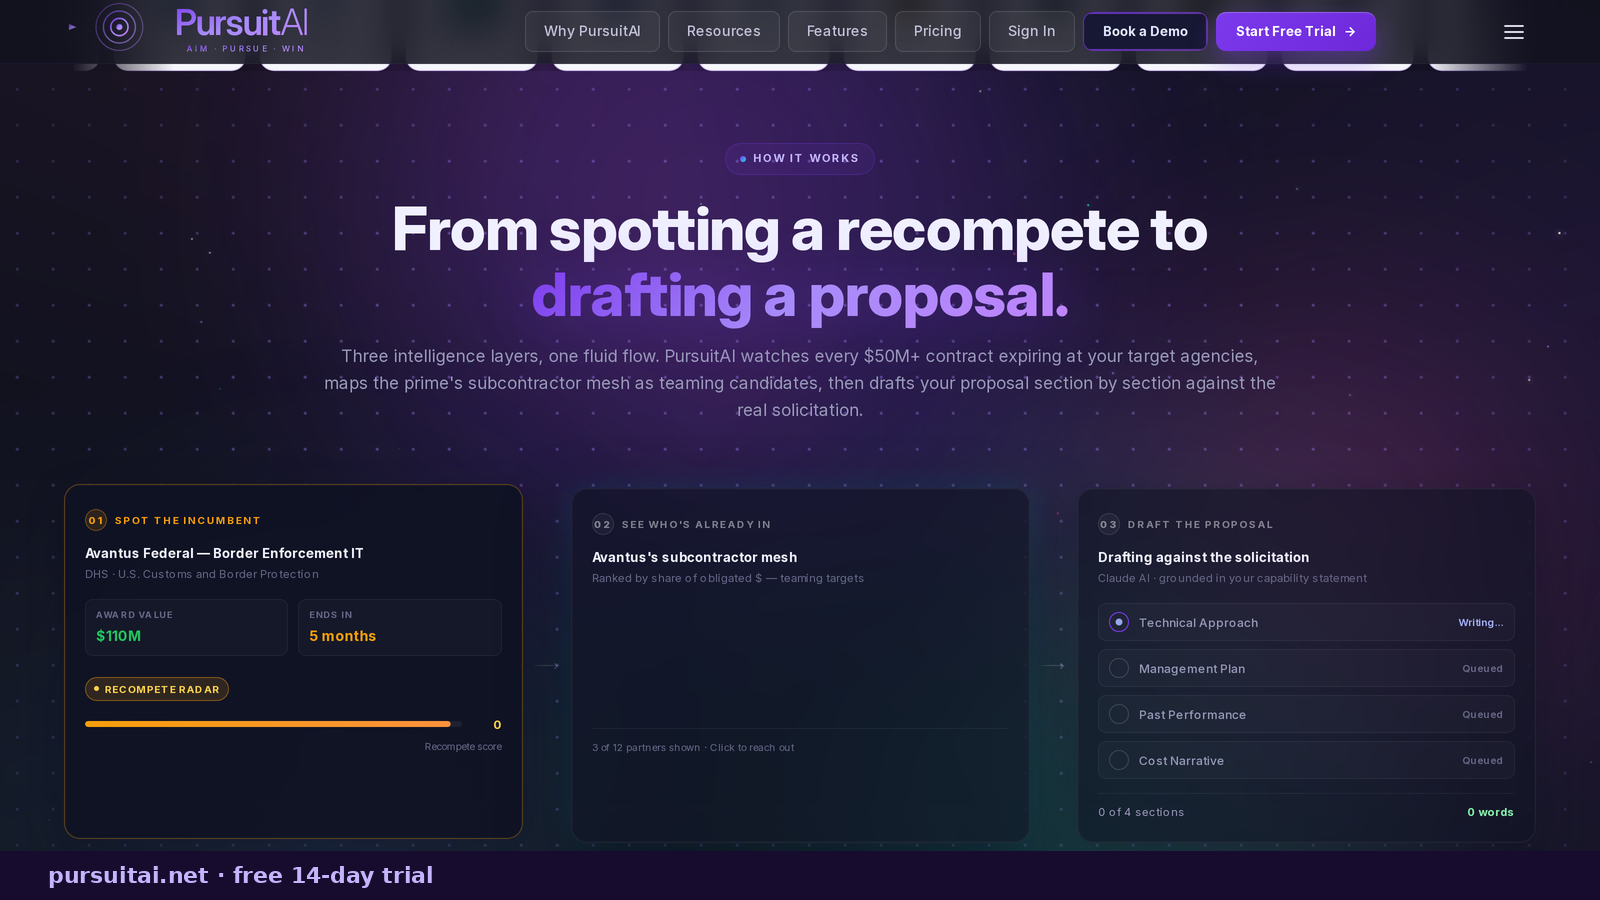 PursuitAI
AIM · PURSUE · WIN
Why PursuitAI
Resources
Features
Pricing
Sign In
Book a Demo
Start Free Trial →
HOW IT WORKS
From spotting a recompete to
drafting a proposal.
Three intelligence layers, one fluid flow. PursuitAI watches every $50M+ contract expiring at your target agencies,
maps the prime's subcontractor mesh as teaming candidates, then drafts your proposal section by section against the
real solicitation.
01 SPOT THE INCUMBENT
Avantus Federal — Border Enforcement IT
DHS · U.S. Customs and Border Protection
AWARD VALUE
$110M
ENDS IN
5 months
RECOMPETE RADAR
0
Recompete score
02 SEE WHO'S ALREADY IN
Avantus's subcontractor mesh
Ranked by share of obligated $ — teaming targets
3 of 12 partners shown · Click to reach out
03 DRAFT THE PROPOSAL
Drafting against the solicitation
Claude AI · grounded in your capability statement
Technical Approach Writing...
Management Plan Queued
Past Performance Queued
Cost Narrative Queued
0 of 4 sections 0 words
pursuitai.net · free 14-day trial